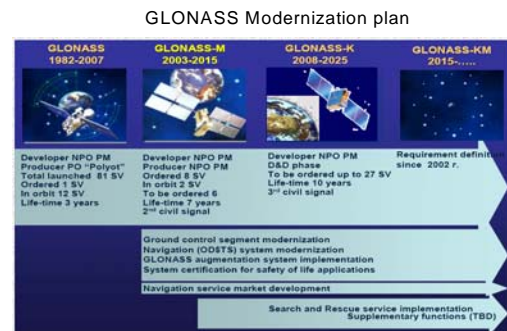 GLONASS Modernization plan
GLONASS
1982-2007
GLONASS-M
2003-2015
GLONASS-K
2008-2025
GLONASS-KM
2015-.....
Developer NPO PM
Producer PO "Polyot"
Total launched 81 SV
Ordered 1 SV
In orbit 12 SV
Life-time 3 years
Developer NPO PM
Producer NPO PM
Ordered 8 SV
In orbit 2 SV
To be ordered 6
Life-time 7 years
2nd civil signal
Developer NPO PM
D&D phase
To be ordered up to 27 SV
Life-time 10 years
3rd civil signal
Requirement definition
since 2002 r.
Ground control segment modernization
Navigation (OD&TS) system modernization
GLONASS augmentation system implementation
System certification for safety of life applications
Navigation service market development
Search and Rescue service implementation
Supplementary functions (TBD)